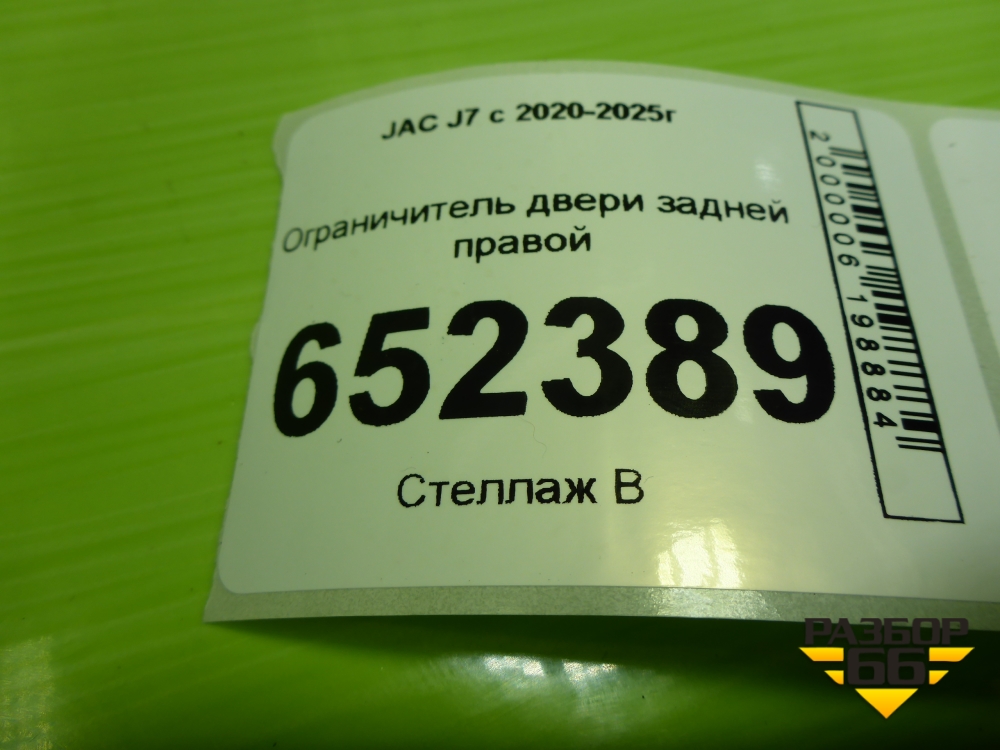 JAC J7 с 2020-2025г
Ограничитель двери задней
правой
652389
Стеллаж В
2000006198884
РАЗБОР
66